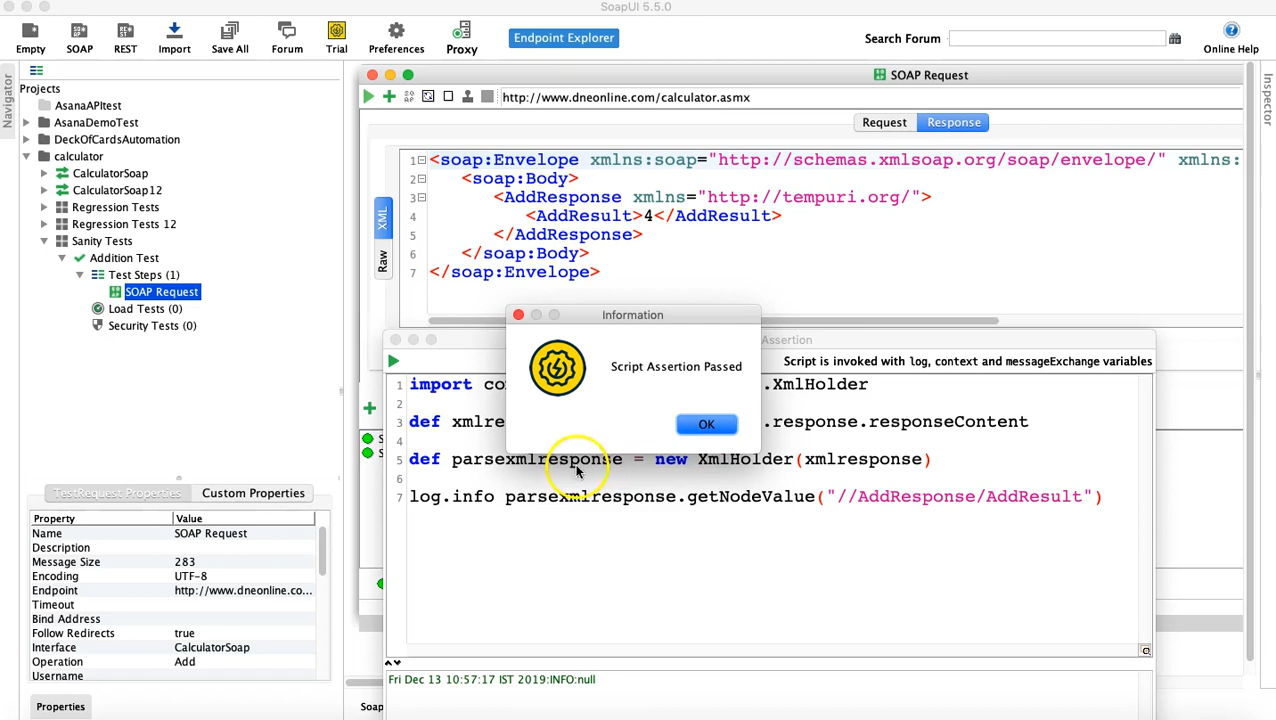 SoapUI 5.5.0
Empty
SOAP
REST
Import
Save All
Forum
Trial
Preferences
Proxy
Endpoint Explorer
Search Forum
Online Help
Navigator
Projects
AsanaAPItest
AsanaDemoTest
DeckOfCardsAutomation
calculator
CalculatorSoap
CalculatorSoap12
Regression Tests
Regression Tests 12
Sanity Tests
Addition Test
Test Steps (1)
SOAP Request
Load Tests (0)
Security Tests (0)
TestRequest Properties
Custom Properties
Property Value
Name SOAP Request
Description
Message Size 283
Encoding UTF-8
Endpoint http://www.dneonline.co...
Timeout
Bind Address
Follow Redirects true
Interface CalculatorSoap
Operation Add
Username
Properties
SOAP Request
http://www.dneonline.com/calculator.asmx
Request
Response
XML
Raw
1 <soap:Envelope xmlns:soap="http://schemas.xmlsoap.org/soap/envelope/" xmlns:
2 <soap:Body>
3 <AddResponse xmlns="http://tempuri.org/">
4 <AddResult>4</AddResult>
5 </AddResponse>
6 </soap:Body>
7 </soap:Envelope>
Inspector
Information
Script Assertion Passed
OK
Assertion
Script is invoked with log, context and messageExchange variables
1 import co .XmlHolder
2
3 def xmlre .response.responseContent
4
5 def parsexmlresponse = new XmlHolder(xmlresponse)
6
7 log.info parsexmlresponse.getNodeValue("//AddResponse/AddResult")
Fri Dec 13 10:57:17 IST 2019:INFO:null
Soap